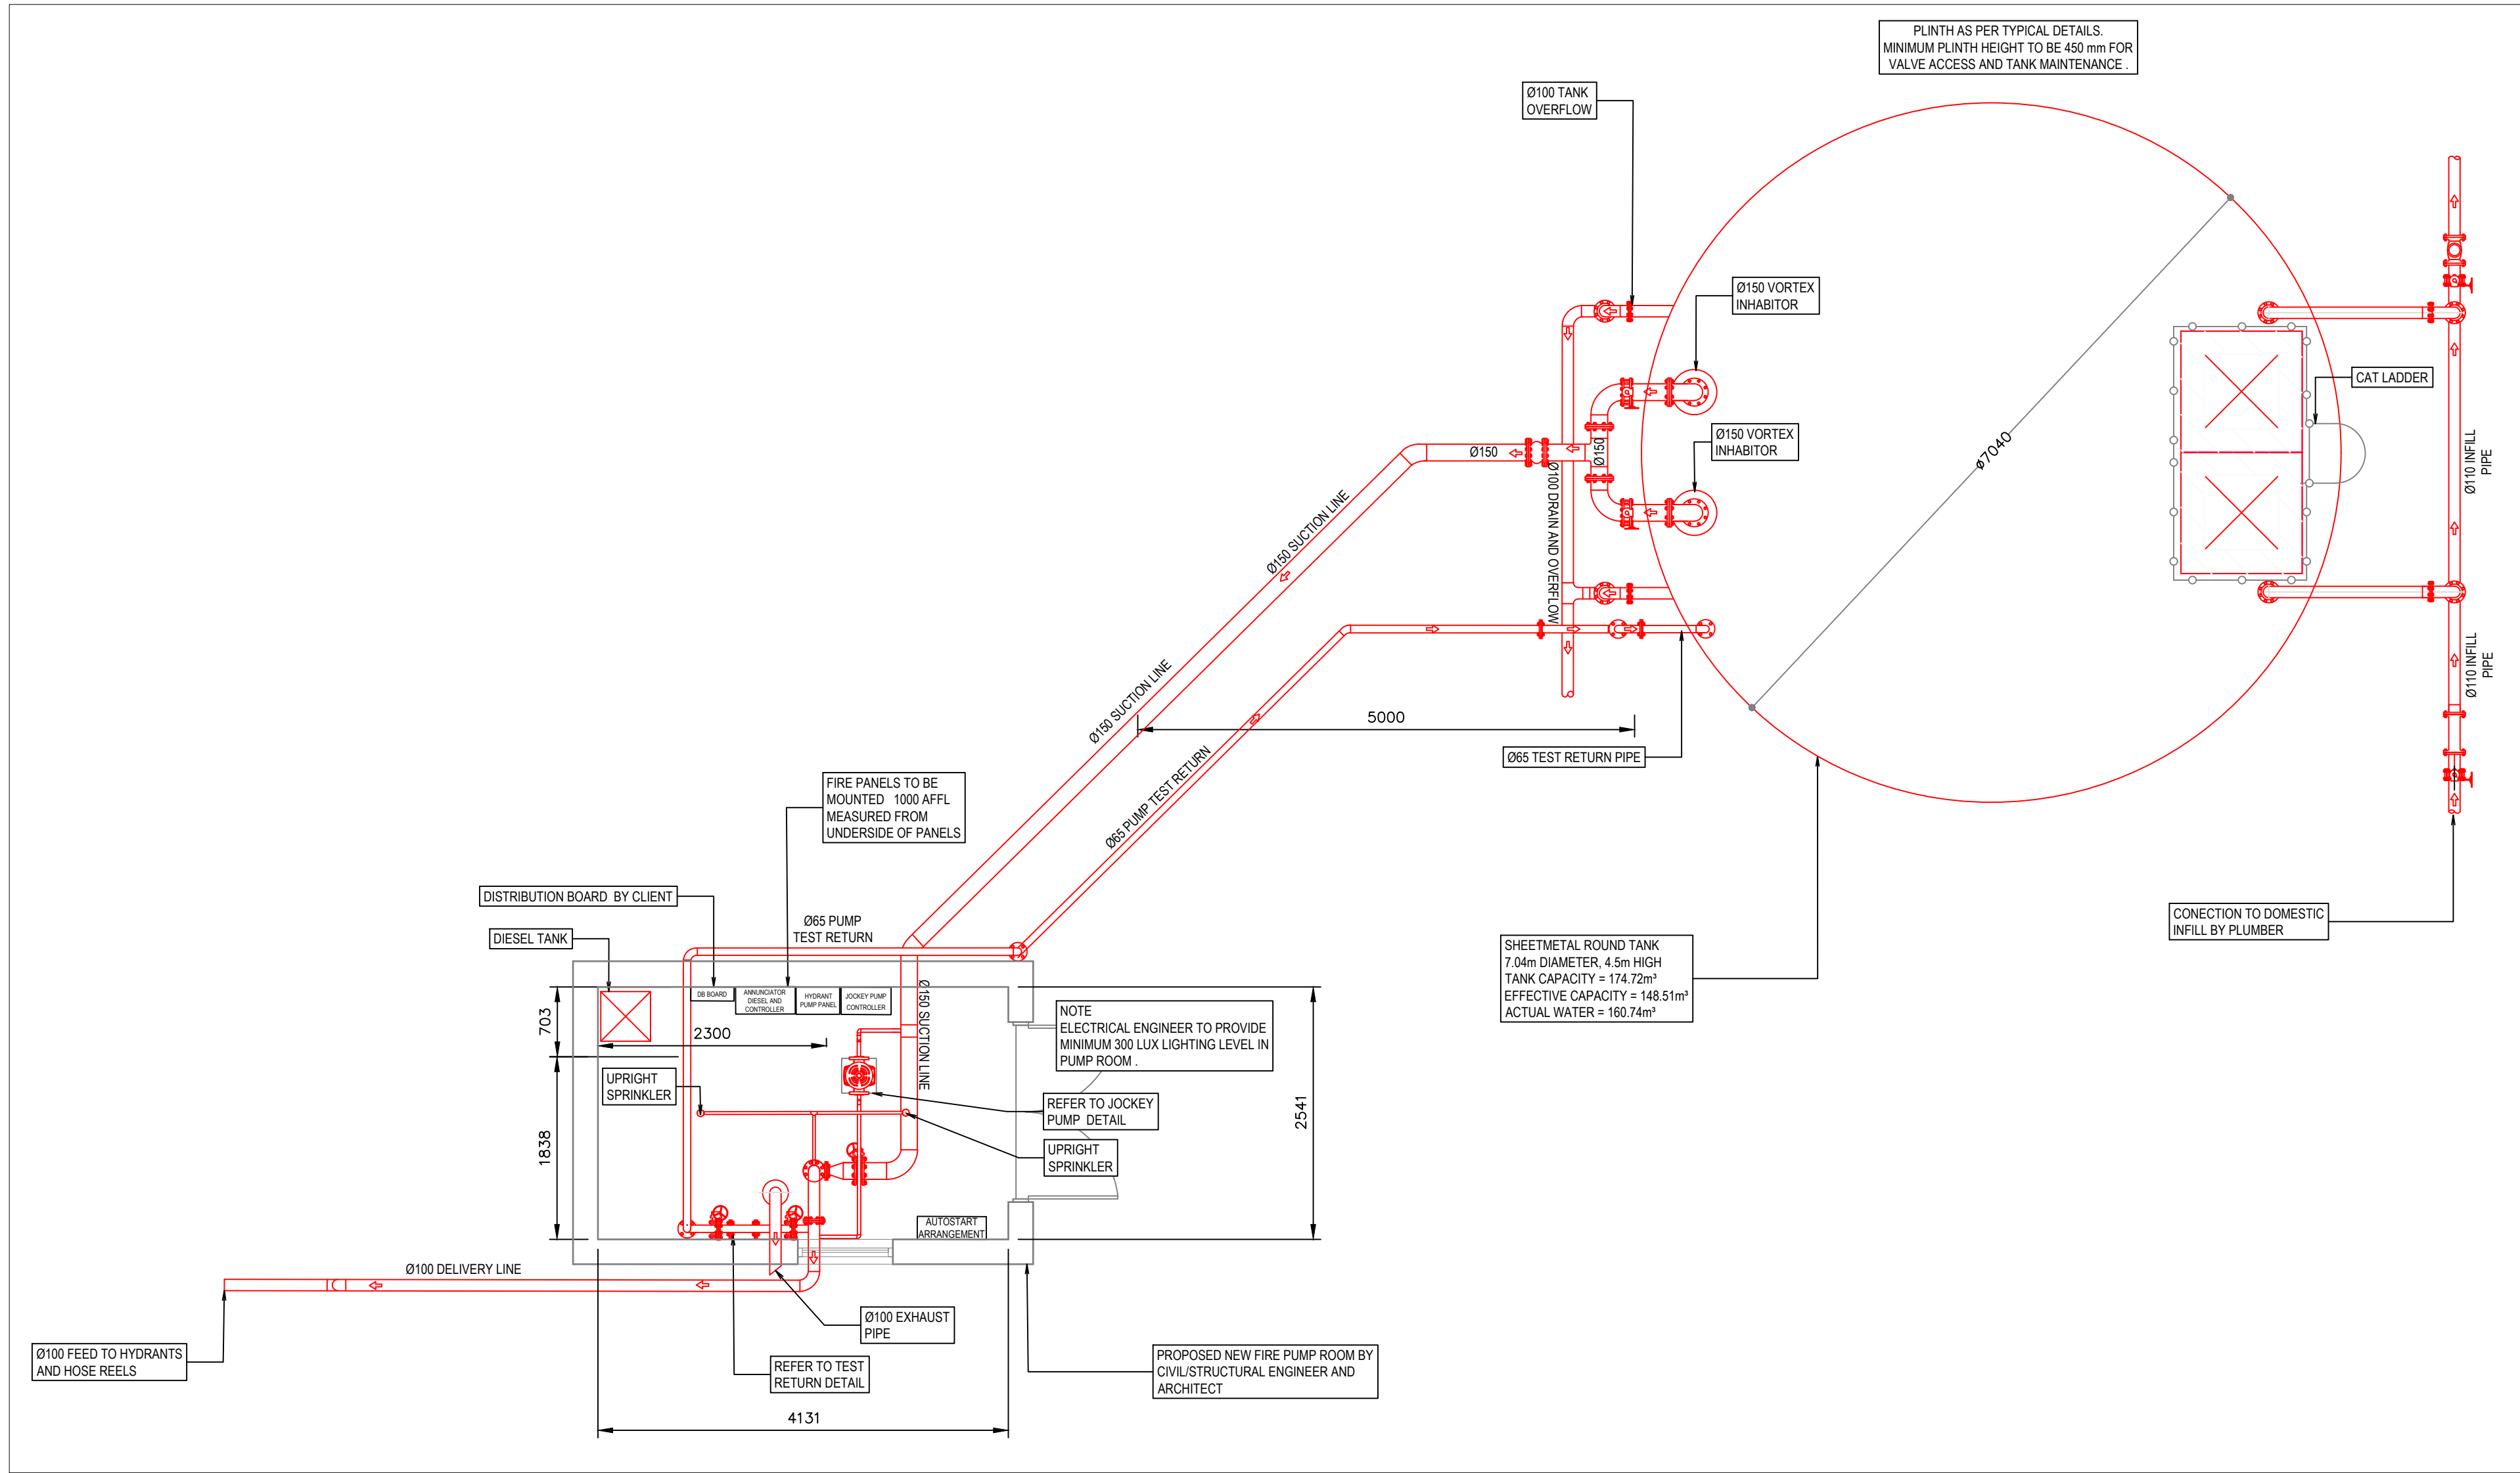 PLINTH AS PER TYPICAL DETAILS.
MINIMUM PLINTH HEIGHT TO BE 450 mm FOR
VALVE ACCESS AND TANK MAINTENANCE .
Ø100 TANK
OVERFLOW
Ø150 VORTEX
INHABITOR
CAT LADDER
Ø150 VORTEX
INHABITOR
Ø150
Ø150
ø7040
Ø110 INFILL
PIPE
Ø100 DRAIN AND OVERFLOW
Ø150 SUCTION LINE
Ø110 INFILL
PIPE
Ø150 SUCTION LINE
5000
Ø65 TEST RETURN PIPE
Ø65 PUMP TEST RETURN
FIRE PANELS TO BE
MOUNTED 1000 AFFL
MEASURED FROM
UNDERSIDE OF PANELS
DISTRIBUTION BOARD BY CLIENT
Ø65 PUMP
TEST RETURN
DIESEL TANK
CONECTION TO DOMESTIC
INFILL BY PLUMBER
SHEETMETAL ROUND TANK
7.04m DIAMETER, 4.5m HIGH
TANK CAPACITY = 174.72m³
EFFECTIVE CAPACITY = 148.51m³
ACTUAL WATER = 160.74m³
DB BOARD
ANNUNCIATOR
DIESEL AND
CONTROLLER
HYDRANT
PUMP PANEL
JOCKEY PUMP
CONTROLLER
Ø150 SUCTION LINE
703
2300
NOTE
ELECTRICAL ENGINEER TO PROVIDE
MINIMUM 300 LUX LIGHTING LEVEL IN
PUMP ROOM .
UPRIGHT
SPRINKLER
REFER TO JOCKEY
PUMP DETAIL
2541
1838
UPRIGHT
SPRINKLER
AUTOSTART
ARRANGEMENT
Ø100 DELIVERY LINE
Ø100 EXHAUST
PIPE
Ø100 FEED TO HYDRANTS
AND HOSE REELS
REFER TO TEST
RETURN DETAIL
PROPOSED NEW FIRE PUMP ROOM BY
CIVIL/STRUCTURAL ENGINEER AND
ARCHITECT
4131